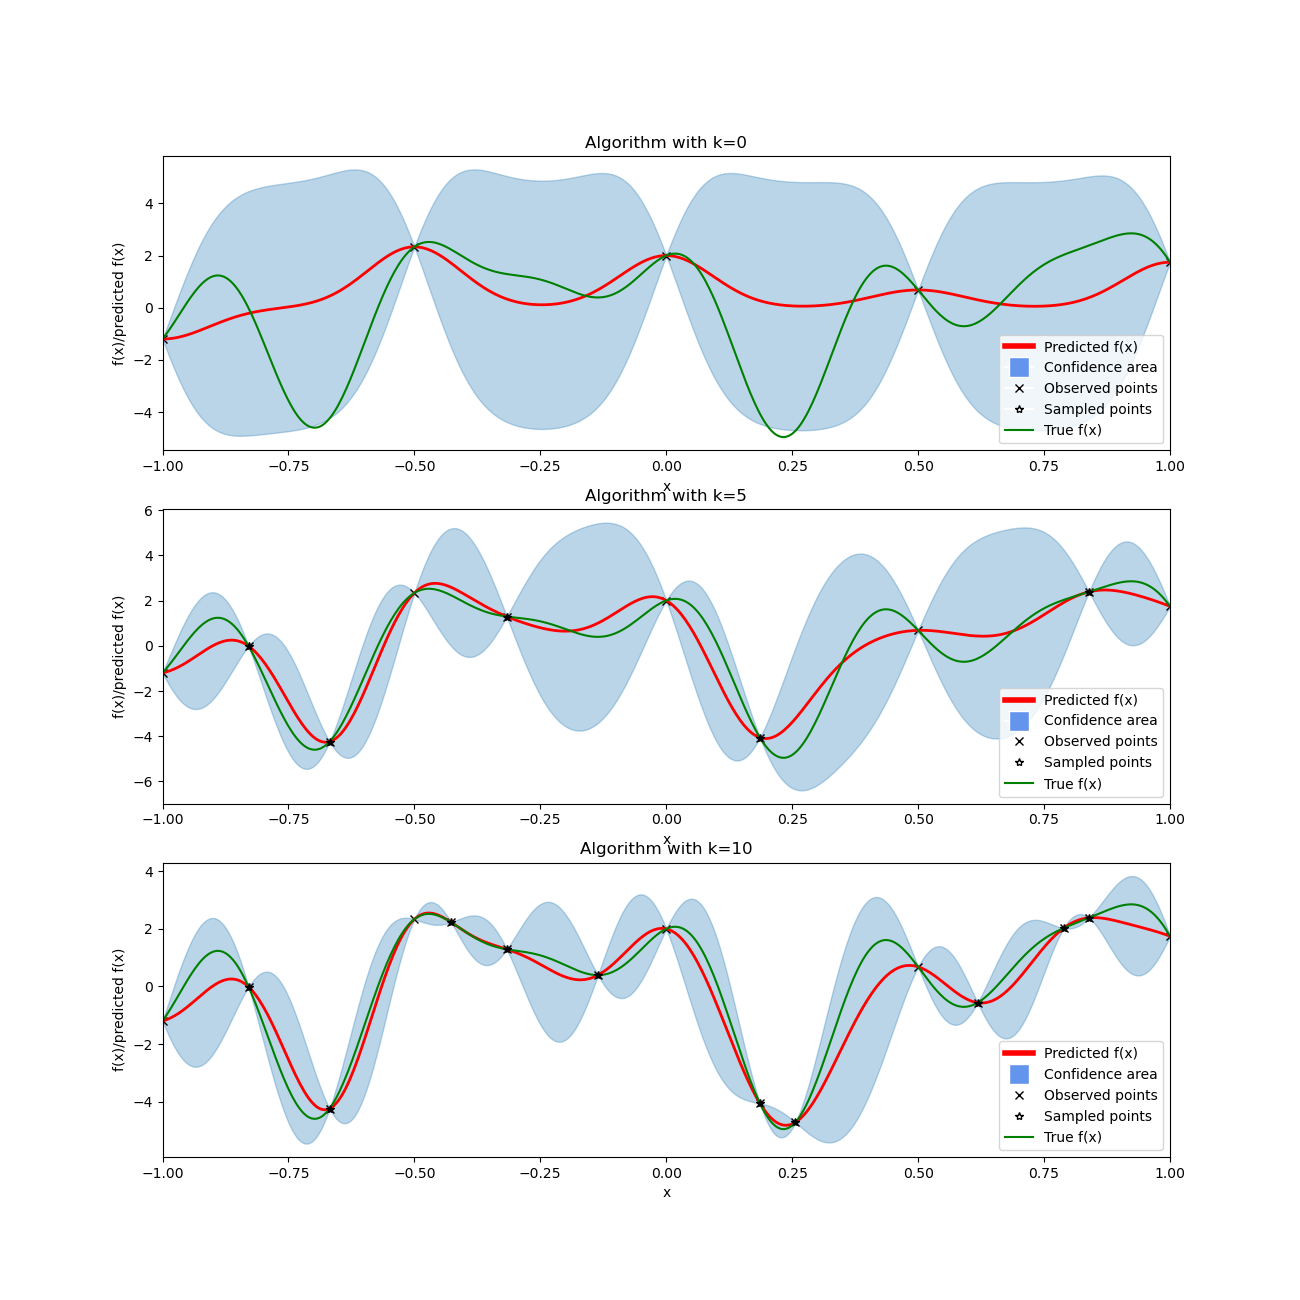 Algorithm with k=0
f(x)/predicted f(x)
4
2
0
−2
−4
Predicted f(x)
Confidence area
Observed points
Sampled points
True f(x)
−1.00 −0.75 −0.50 −0.25 0.00 0.25 0.50 0.75 1.00
x
Algorithm with k=5
f(x)/predicted f(x)
6
4
2
0
−2
−4
−6
Predicted f(x)
Confidence area
Observed points
Sampled points
True f(x)
−1.00 −0.75 −0.50 −0.25 0.00 0.25 0.50 0.75 1.00
x
Algorithm with k=10
f(x)/predicted f(x)
4
2
0
−2
−4
Predicted f(x)
Confidence area
Observed points
Sampled points
True f(x)
−1.00 −0.75 −0.50 −0.25 0.00 0.25 0.50 0.75 1.00
x